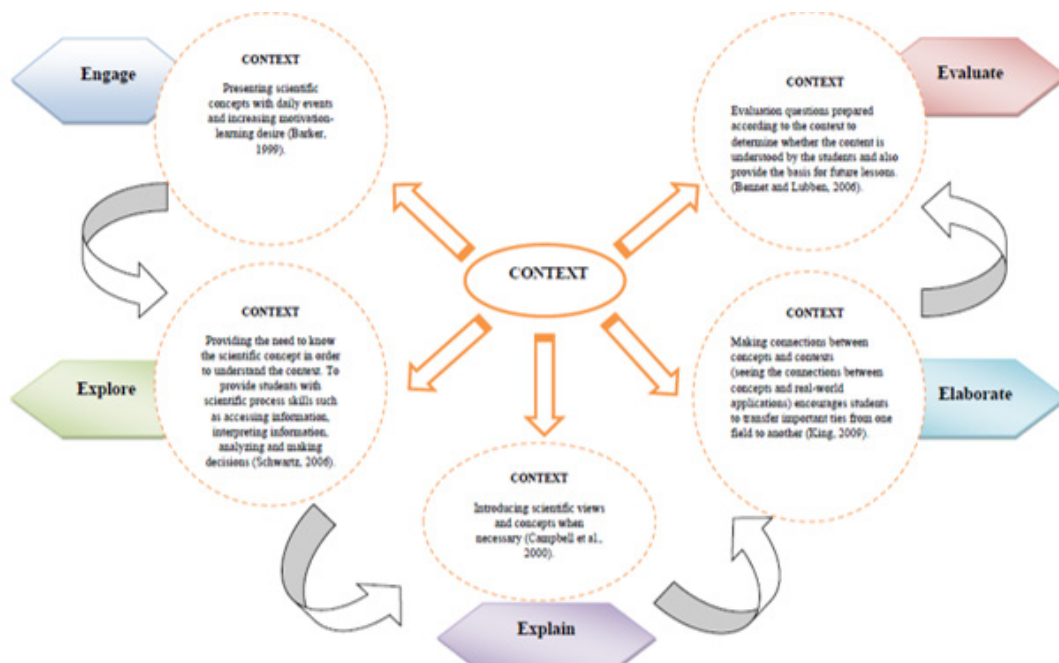 Engage
CONTEXT
Presenting scientific
concepts with daily events
and increasing motivation-
learning desire (Barker,
1999).
Explore
CONTEXT
Providing the need to know
the scientific concept in order
to understand the context. To
provide students with
scientific process skills such
as accessing information,
interpreting information,
analyzing and making
decisions (Schwartz, 2006).
CONTEXT
CONTEXT
Introducing scientific views
and concepts when
necessary (Campbell et al.,
2000).
Explain
CONTEXT
Making connections between
concepts and contexts
(seeing the connections between
concepts and real-world
applications) encourages students
to transfer important ties from one
field to another (King, 2009).
Elaborate
CONTEXT
Evaluation questions prepared
according to the context to
determine whether the content is
understood by the students and also
provide the basis for future lessons.
(Bennet and Lubben, 2006).
Evaluate